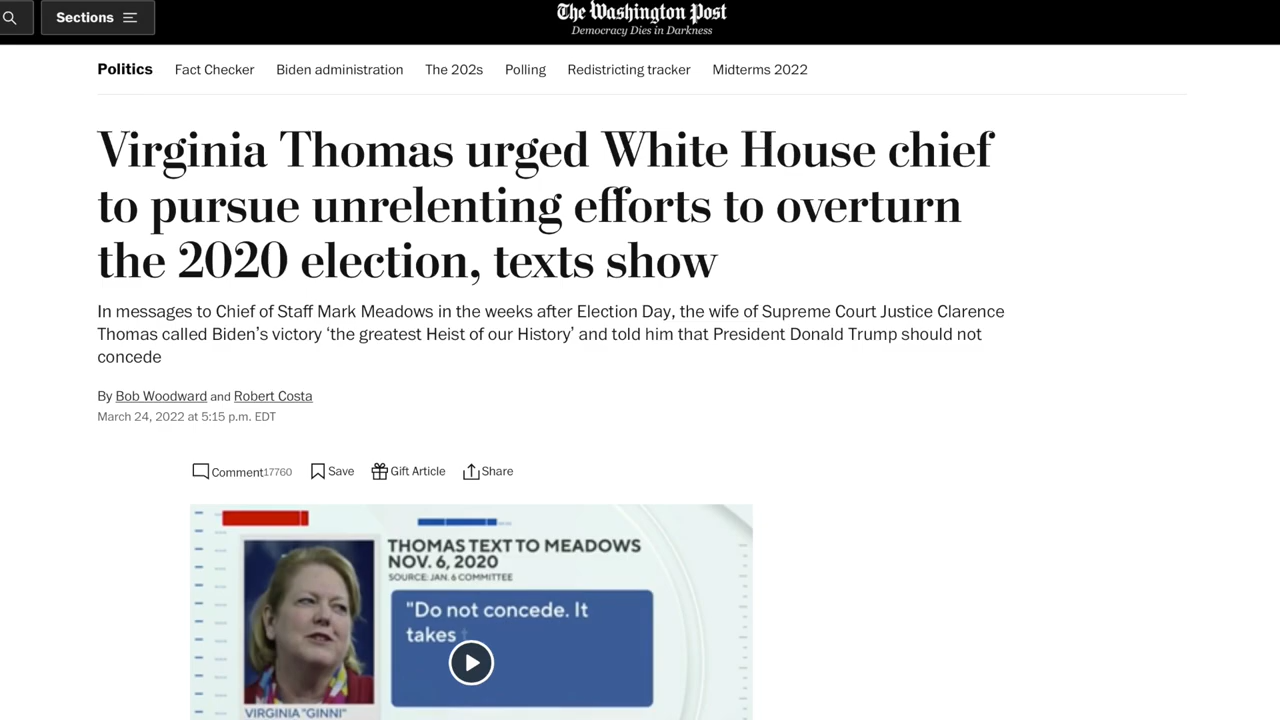 Sections
The Washington Post
Democracy Dies in Darkness
Politics Fact Checker Biden administration The 202s Polling Redistricting tracker Midterms 2022
Virginia Thomas urged White House chief
to pursue unrelenting efforts to overturn
the 2020 election, texts show
In messages to Chief of Staff Mark Meadows in the weeks after Election Day, the wife of Supreme Court Justice Clarence
Thomas called Biden’s victory ‘the greatest Heist of our History’ and told him that President Donald Trump should not
concede
By Bob Woodward and Robert Costa
March 24, 2022 at 5:15 p.m. EDT
Comment17760 Save Gift Article Share
THOMAS TEXT TO MEADOWS
NOV. 6, 2020
SOURCE: JAN. 6 COMMITTEE
"Do not concede. It
takes
VIRGINIA "GINNI"